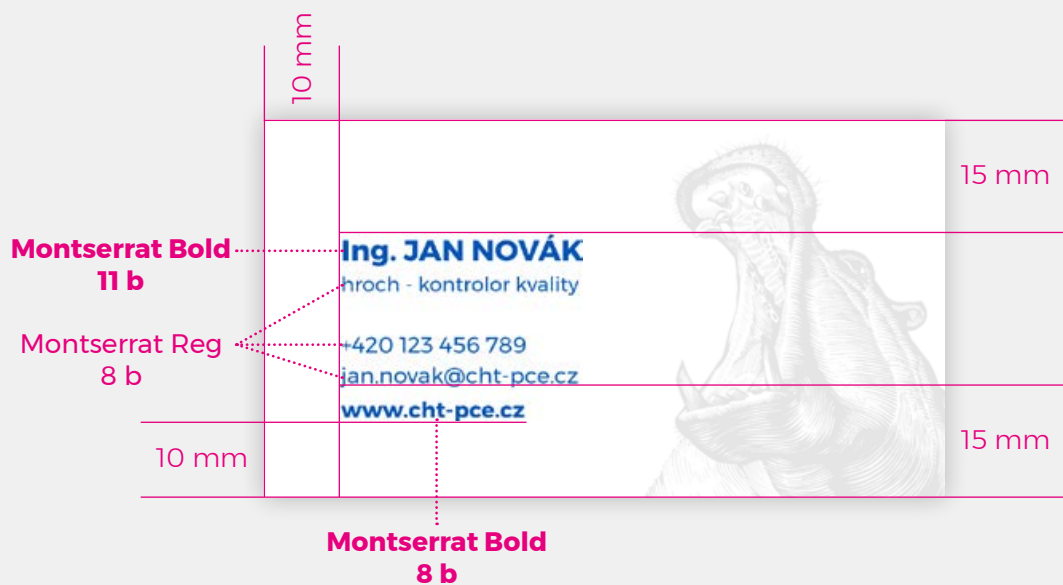 10 mm
15 mm
Montserrat Bold
11 b
Ing. JAN NOVÁK
hroch - kontrolor kvality
Montserrat Reg
8 b
+420 123 456 789
jan.novak@cht-pce.cz
www.cht-pce.cz
10 mm
15 mm
Montserrat Bold
8 b